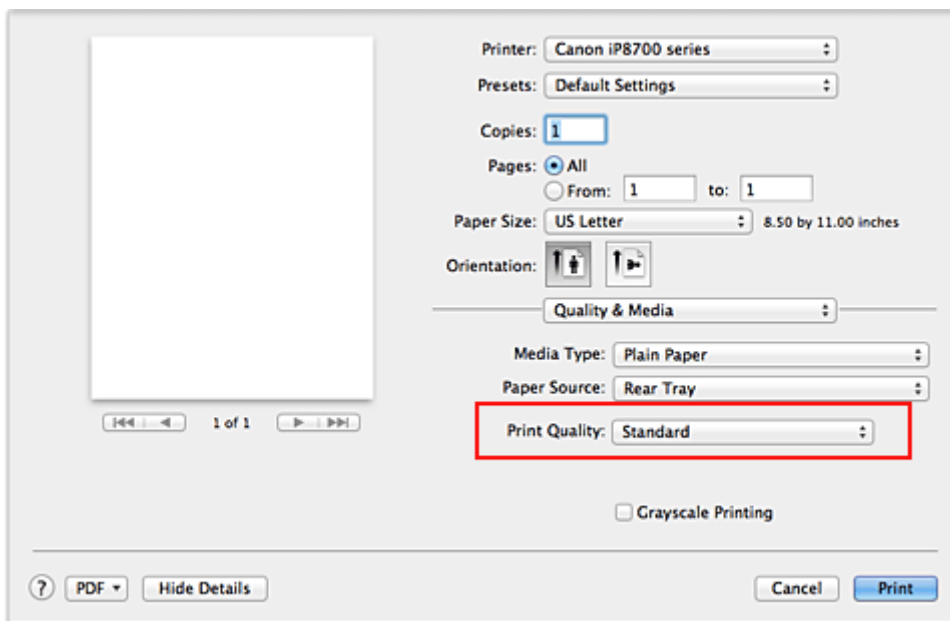 Printer: Canon iP8700 series
Presets: Default Settings
Copies: 1
Pages: All
From: 1 to: 1
Paper Size: US Letter 8.50 by 11.00 inches
Orientation:
Quality & Media
Media Type: Plain Paper
Paper Source: Rear Tray
1 of 1
Print Quality: Standard
Grayscale Printing
? PDF Hide Details Cancel Print